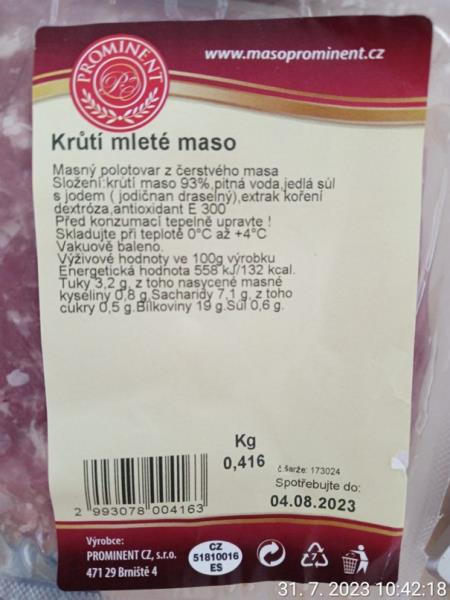 PROMINENT
www.masoprominent.cz
Krůtí mleté maso
Masný polotovar z čerstvého masa
Složení:krůtí maso 93%,pitná voda,jedlá sůl
s jodem ( jodičnan draselný),extrak koření
dextróza,antioxidant E 300
Před konzumací tepelně upravte !
Skladujte při teplotě 0°C až +4°C
Vakuově baleno.
Výživové hodnoty ve 100g výrobku
Energetická hodnota 558 kJ/132 kcal.
Tuky 3,2 g, z toho nasycené masné
kyseliny 0,8 g,Sacharidy 7,1 g, z toho
cukry 0,5 g.Bílkoviny 19 g.Sůl 0,6 g.
Kg
0,416
č.šarže: 173024
Spotřebujte do:
04.08.2023
2 993078 004163
Výrobce:
PROMINENT CZ, s.r.o.
471 29 Brniště 4
CZ
51810016
ES
7
31. 7. 2023 10:42:18